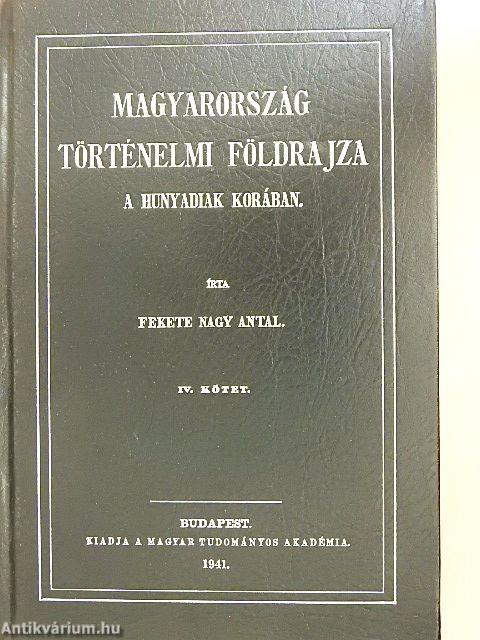 MAGYARORSZÁG
TÖRTÉNELMI FÖLDRAJZA
A HUNYADIAK KORÁBAN.
ÍRTA
FEKETE NAGY ANTAL.
IV. KÖTET.
BUDAPEST.
KIADJA A MAGYAR TUDOMÁNYOS AKADÉMIA.
1941.
Antikvárium.hu